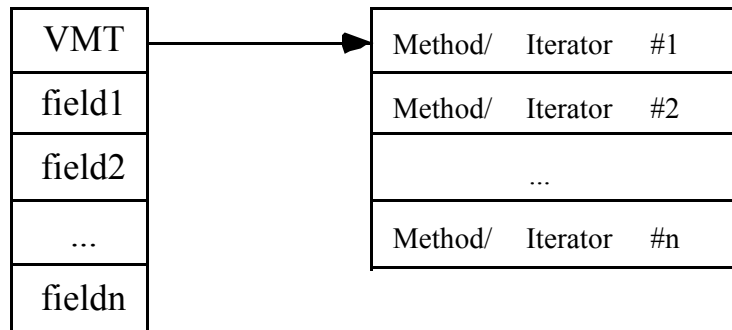 VMT
field1
field2
...
fieldn
Method/ Iterator #1
Method/ Iterator #2
...
Method/ Iterator #n